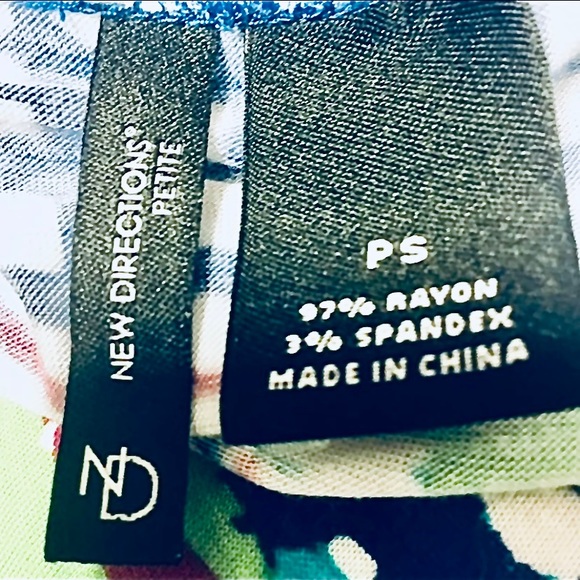 NEW DIRECTIONS®
PETITE
ND
PS
97% RAYON
3% SPANDEX
MADE IN CHINA